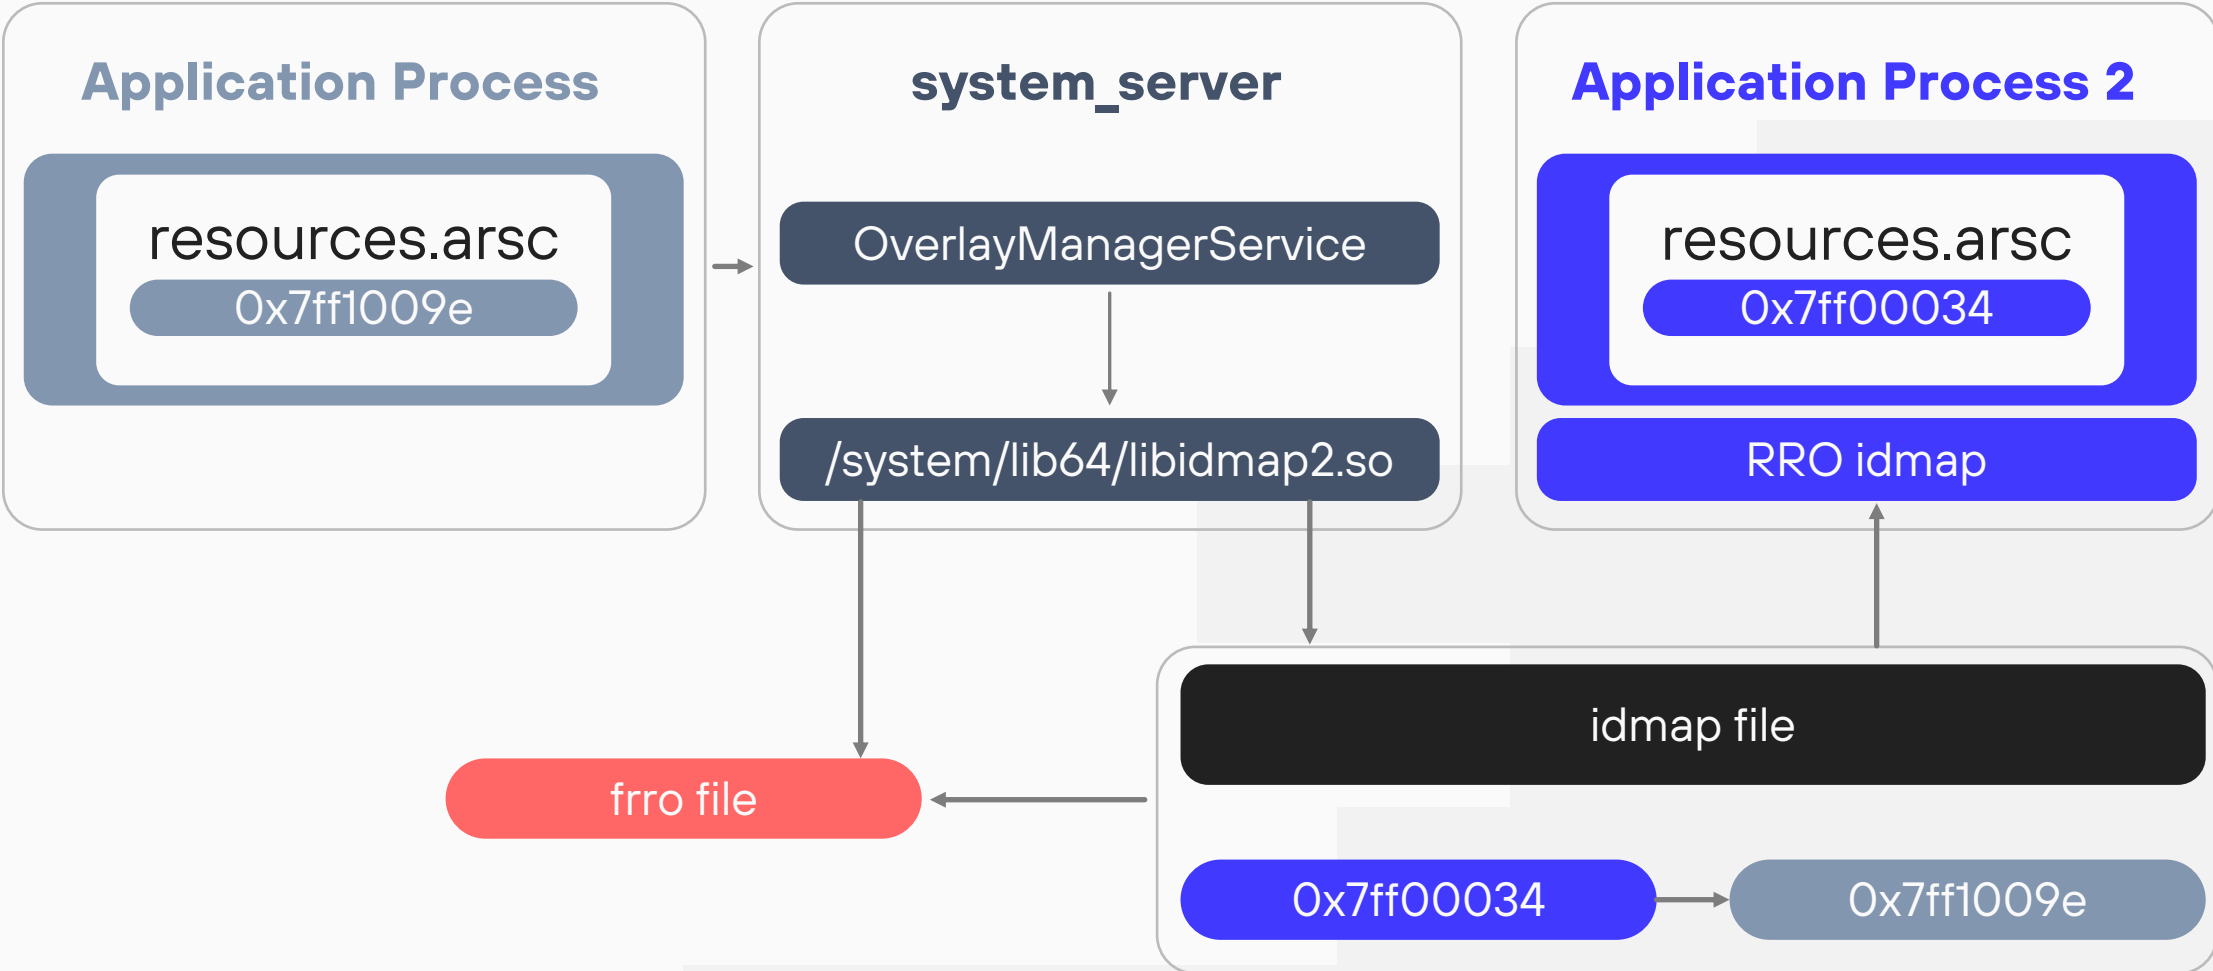 Application Process
resources.arsc
0x7ff1009e
system_server
OverlayManagerService
/system/lib64/libidmap2.so
Application Process 2
resources.arsc
0x7ff00034
RRO idmap
frro file
idmap file
0x7ff00034
0x7ff1009e